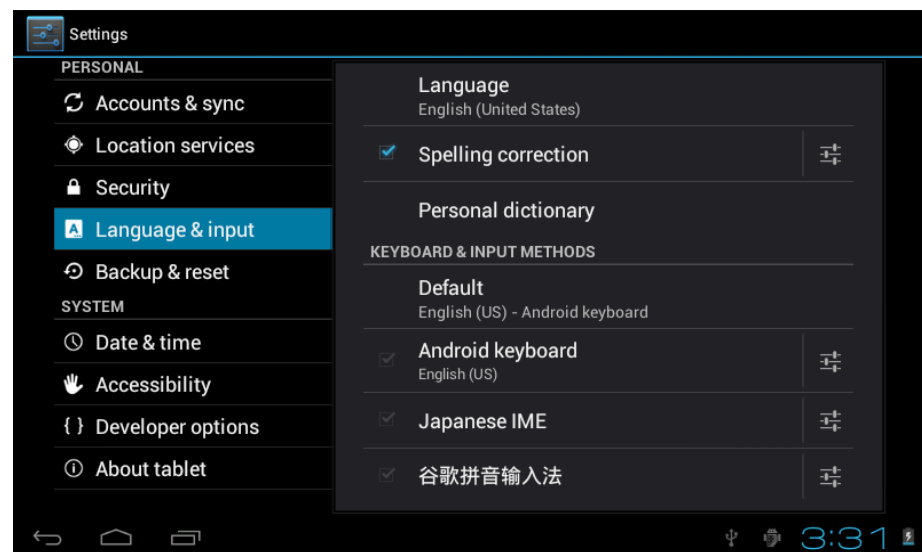 Settings
PERSONAL
Accounts & sync
Location services
Security
Language & input
Backup & reset
SYSTEM
Date & time
Accessibility
{ } Developer options
About tablet
Language
English (United States)
Spelling correction
Personal dictionary
KEYBOARD & INPUT METHODS
Default
English (US) - Android keyboard
Android keyboard
English (US)
Japanese IME
谷歌拼音输入法
3:31